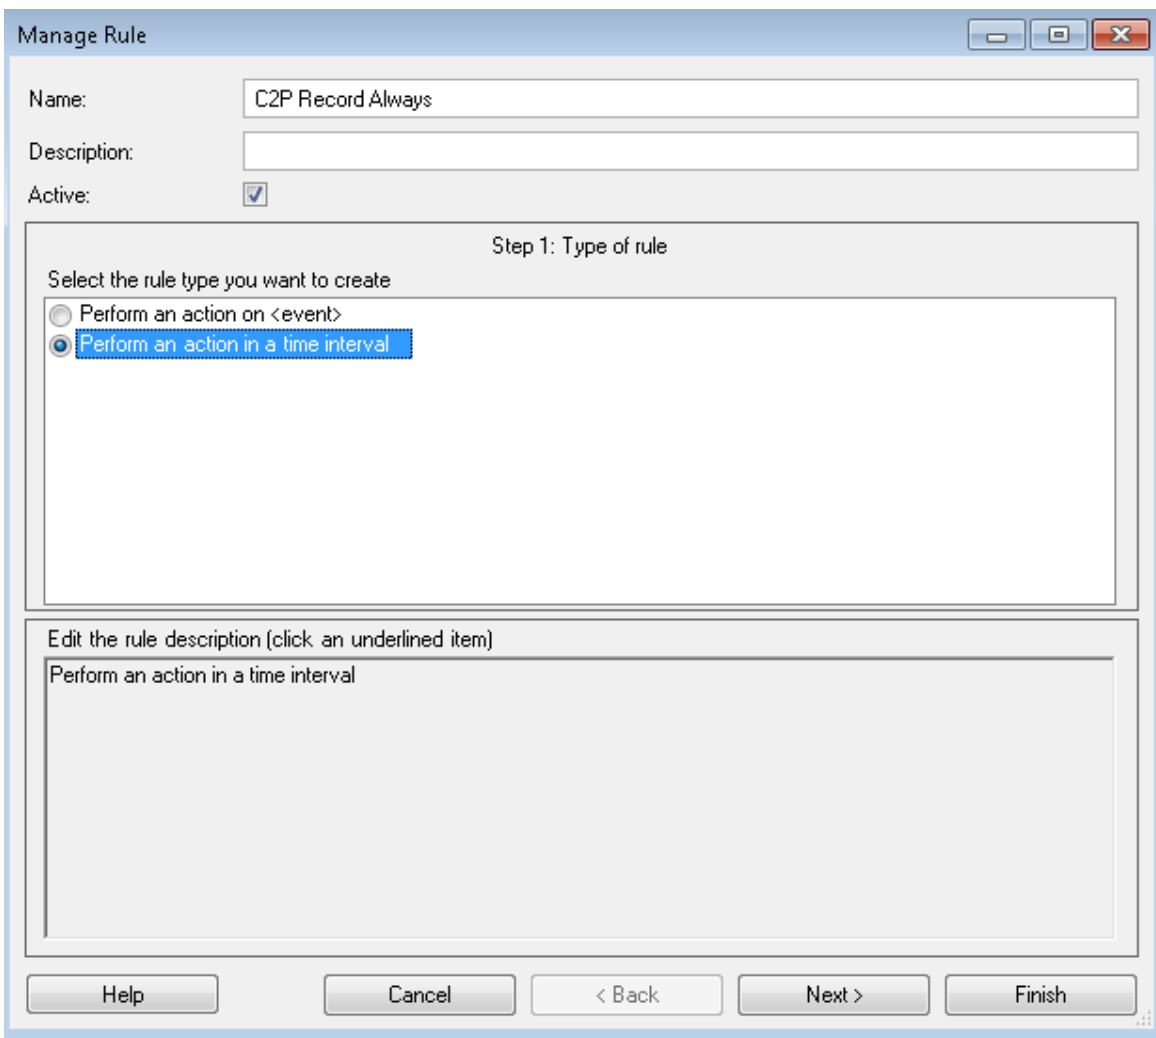 Manage Rule
Name: C2P Record Always
Description:
Active:
Step 1: Type of rule
Select the rule type you want to create
Perform an action on <event>
Perform an action in a time interval
Edit the rule description (click an underlined item)
Perform an action in a time interval
Help Cancel < Back Next > Finish